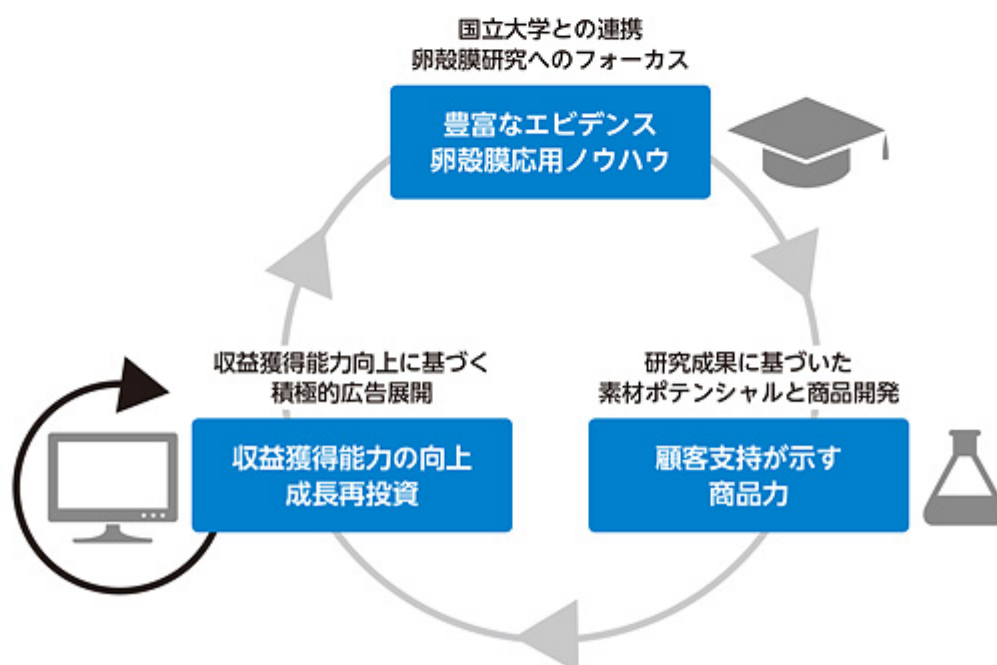 国立大学との連携
卵殻膜研究へのフォーカス
豊富なエビデンス
卵殻膜応用ノウハウ
収益獲得能力向上に基づく
積極的広告展開
収益獲得能力の向上
成長再投資
研究成果に基づいた
素材ポテンシャルと商品開発
顧客支持が示す
商品力